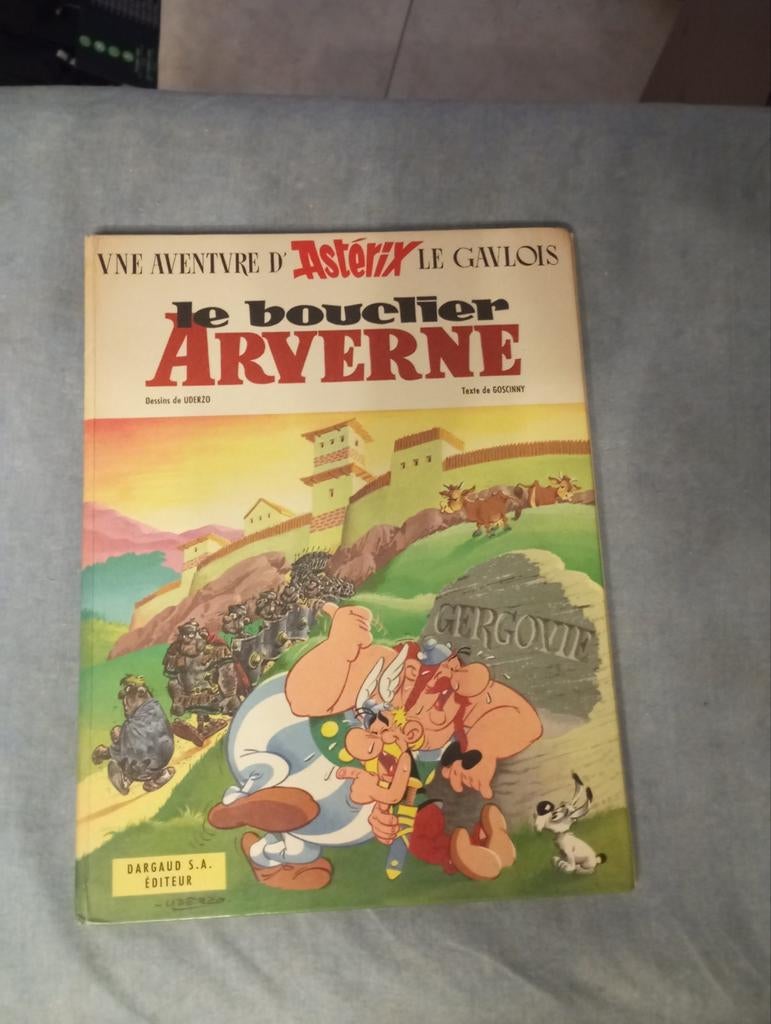 VNE AVENTVRE D' Astérix LE GAVLOIS
le bouclier
ARVERNE
Dessins de UDERZO
Texte de GOSCINNY
GERGOVIE
DARGAUD S.A.
ÉDITEUR
UDERZO